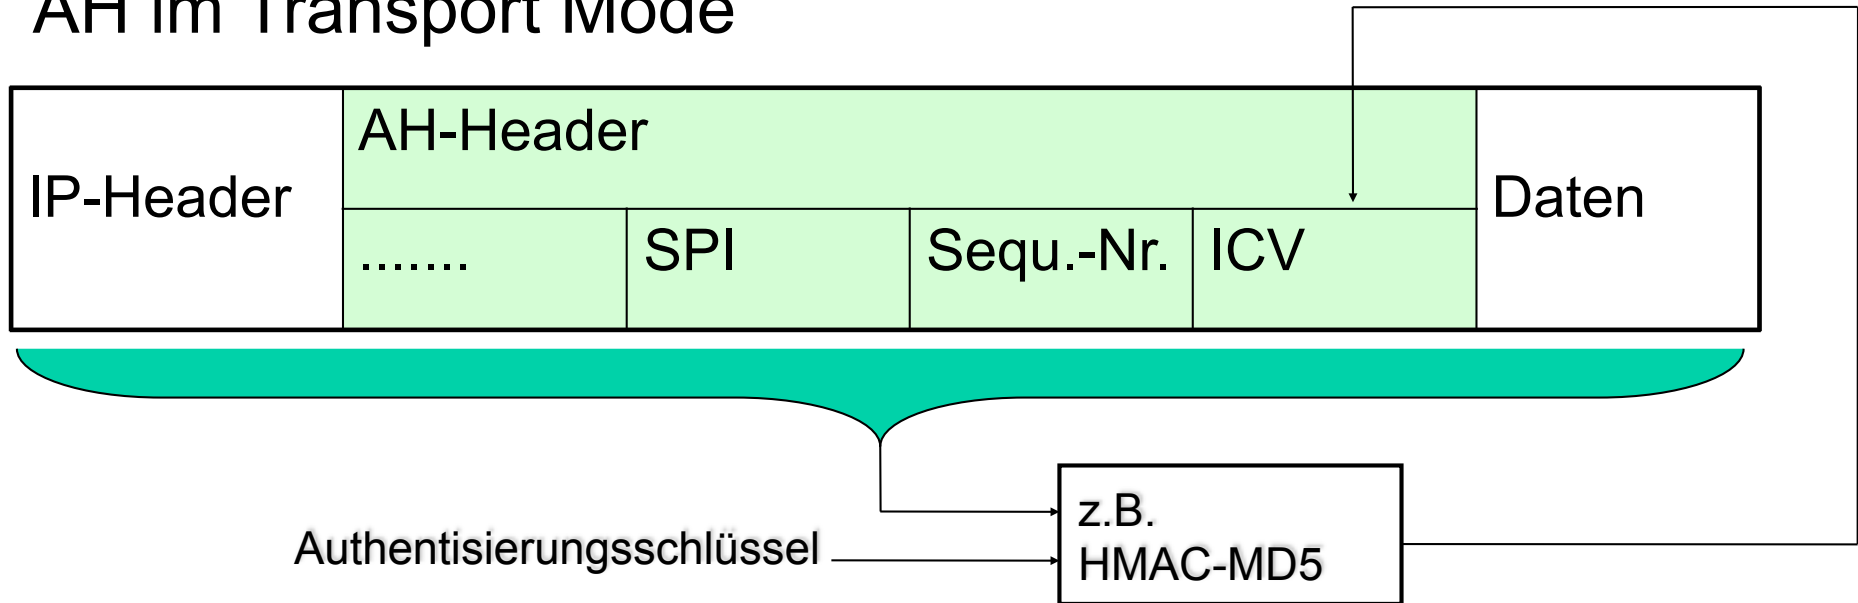 AH im Transport Mode
AH-Header
IP-Header
Daten
.......
SPI
Sequ.-Nr.
ICV
z.B.
Authentisierungsschlüssel
HMAC-MD5